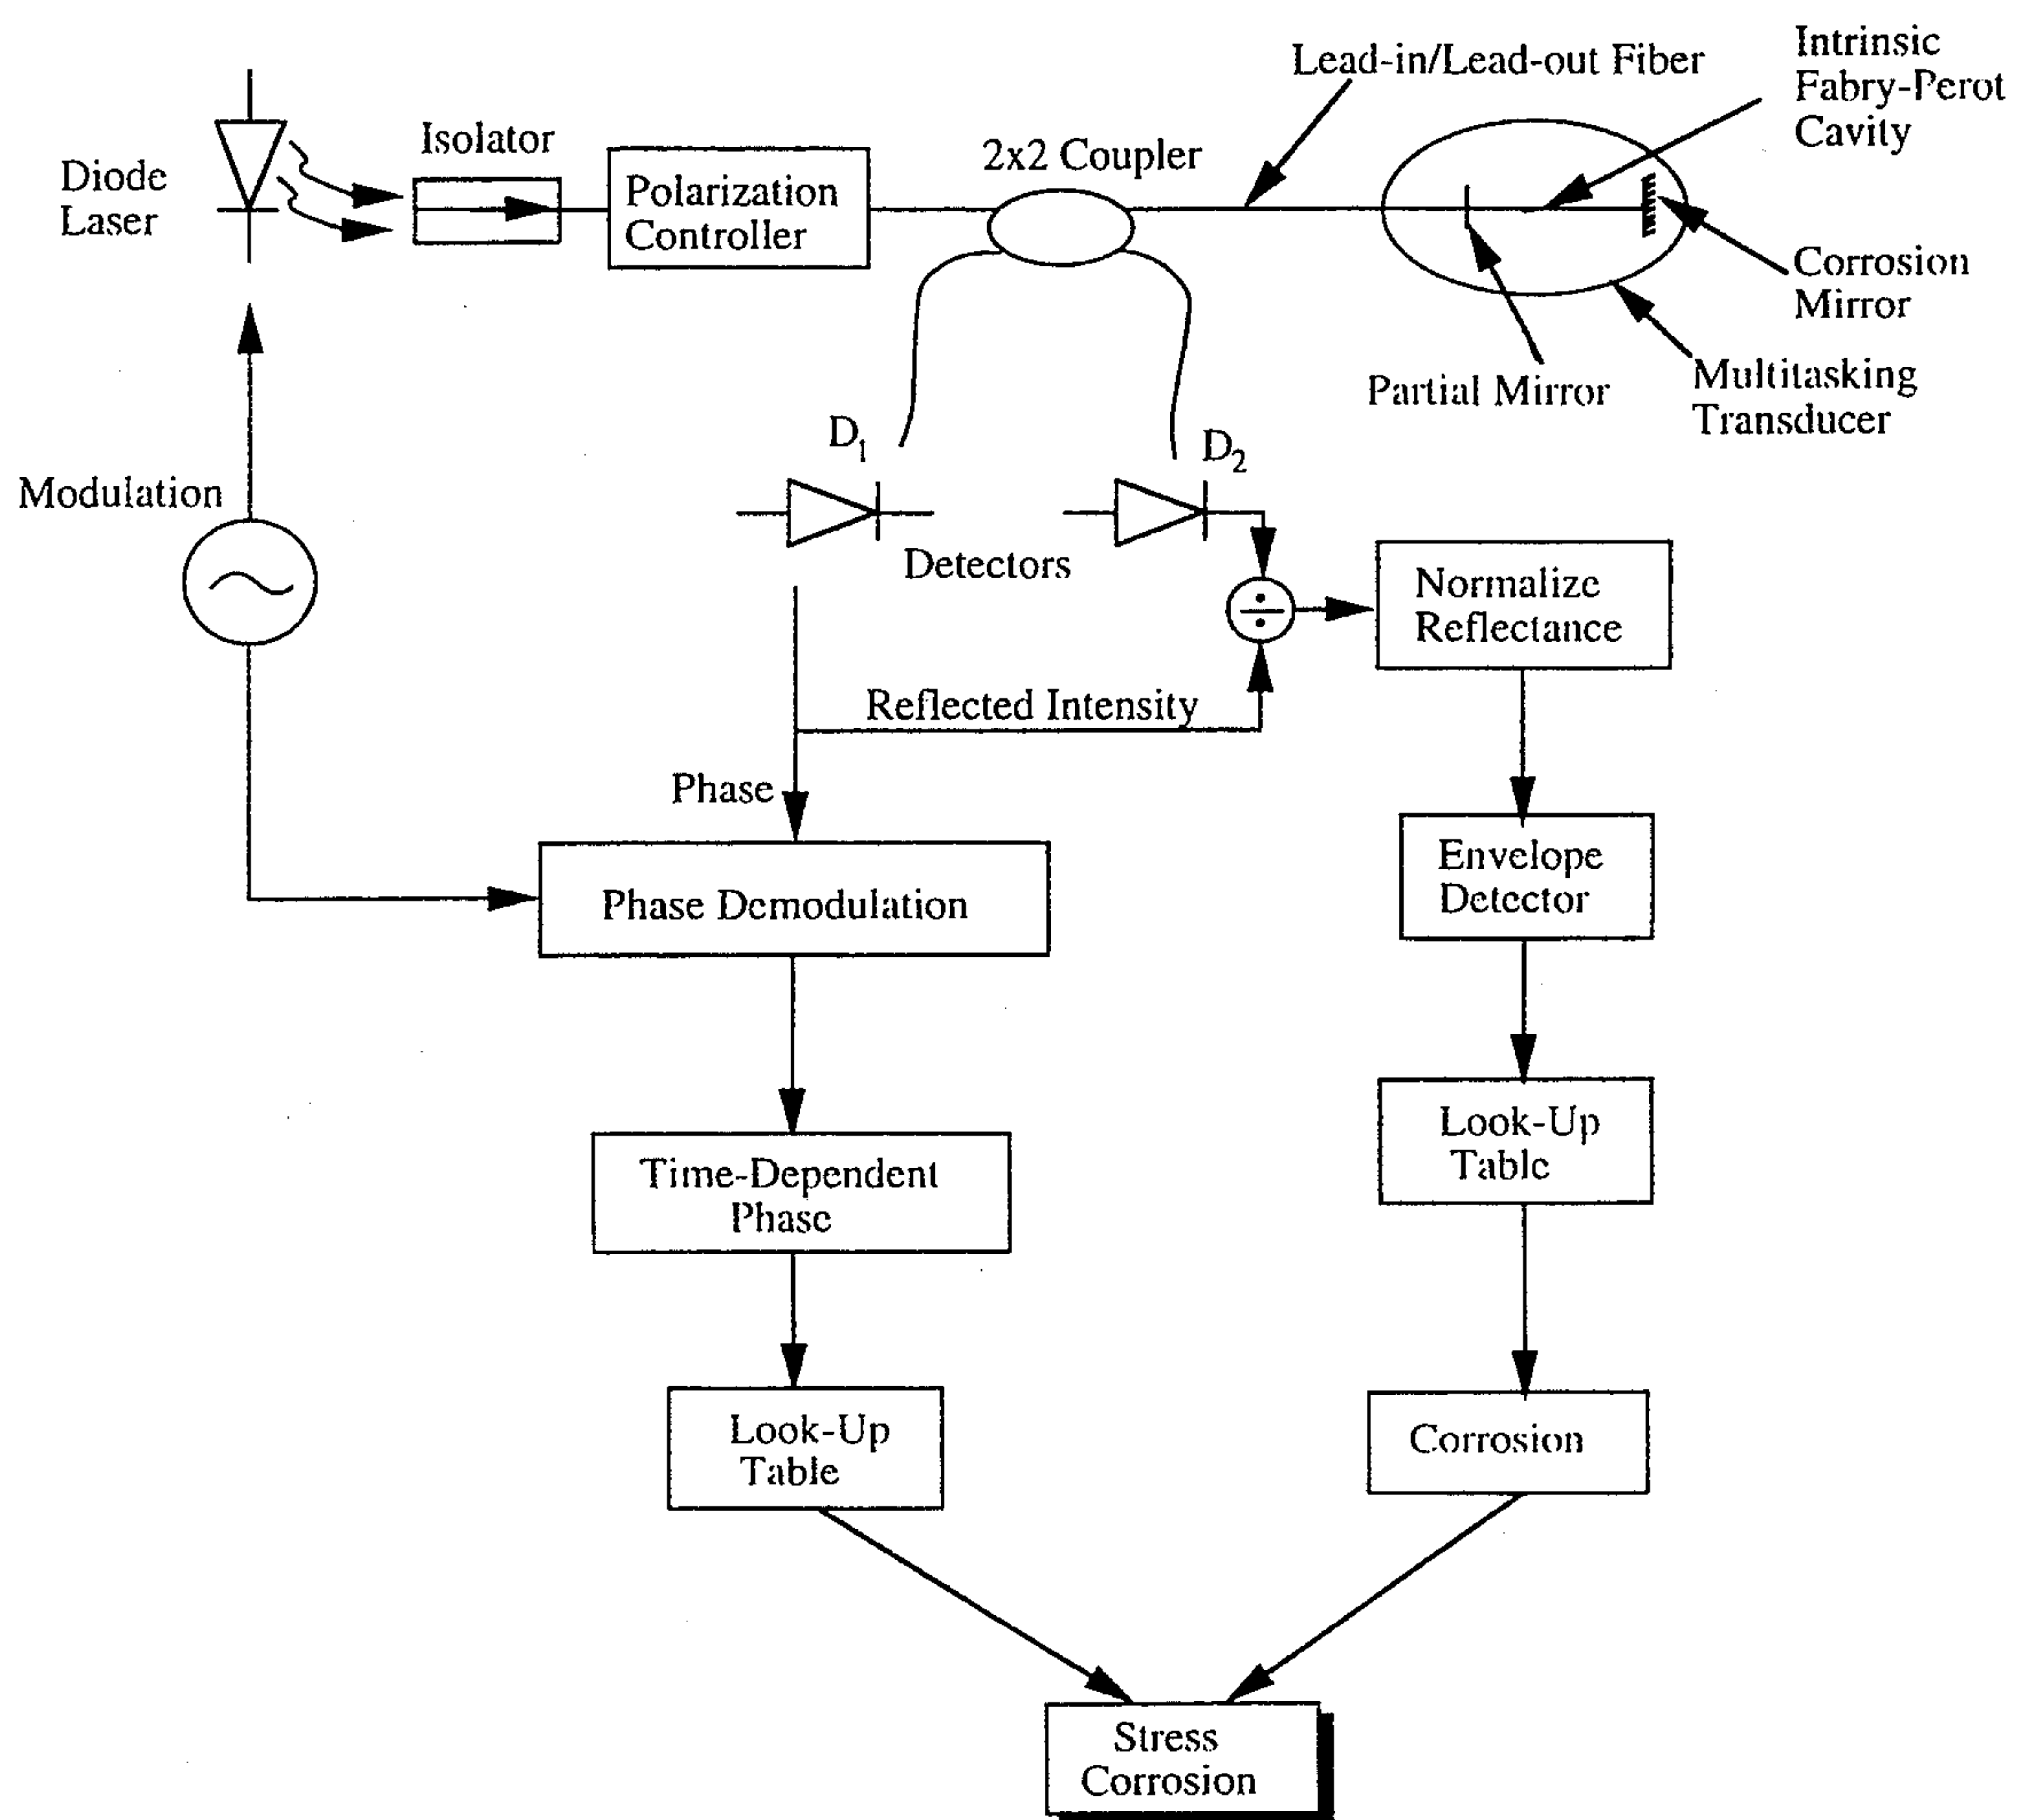 Lead-in/Lead-out Fiber
Intrinsic
Fabry-Perot
Cavity
Isolator
2x2 Coupler
Diode
Laser
Polarization
Controller
Corrosion
Mirror
Partial Mirror
Multitasking
Transducer
D1
D2
Modulation
Detectors
÷
Normalize
Reflectance
Reflected Intensity
Phase
Envelope
Detector
Phase Demodulation
Look-Up
Table
Time-Dependent
Phase
Look-Up
Table
Corrosion
Stress
Corrosion